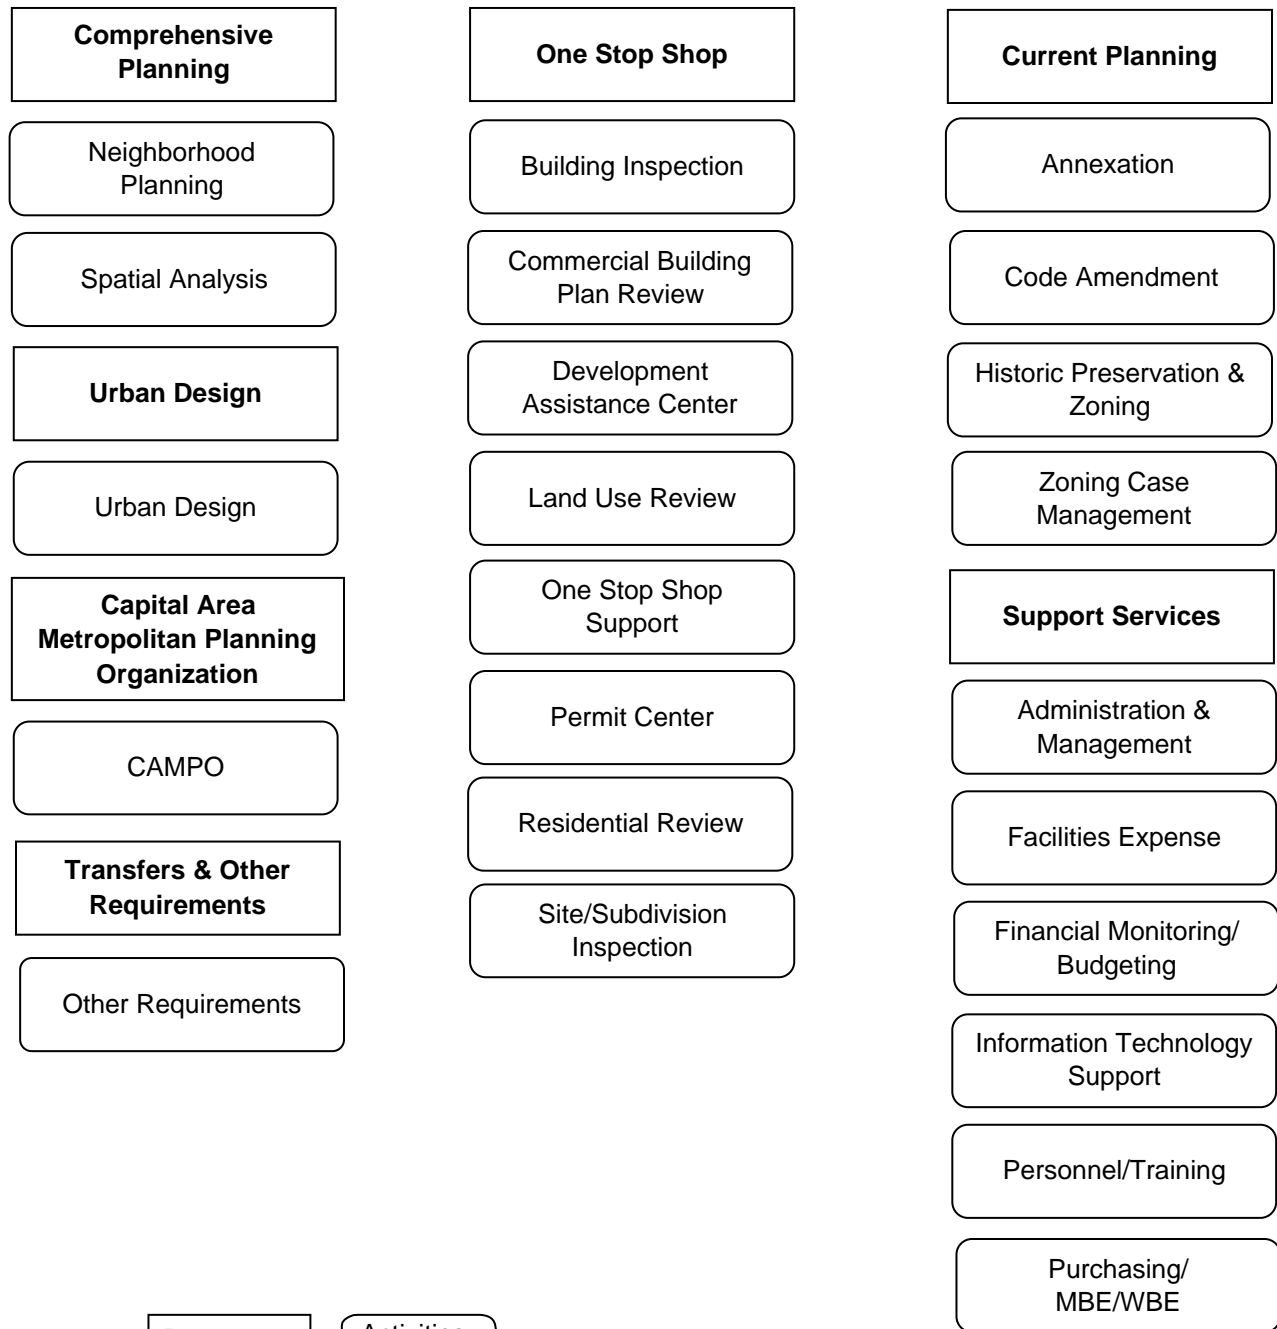 Comprehensive
Planning
Neighborhood
Planning
Spatial Analysis
Urban Design
Urban Design
Capital Area
Metropolitan Planning
Organization
CAMPO
Transfers & Other
Requirements
Other Requirements
One Stop Shop
Building Inspection
Commercial Building
Plan Review
Development
Assistance Center
Land Use Review
One Stop Shop
Support
Permit Center
Residential Review
Site/Subdivision
Inspection
Current Planning
Annexation
Code Amendment
Historic Preservation &
Zoning
Zoning Case
Management
Support Services
Administration &
Management
Facilities Expense
Financial Monitoring/
Budgeting
Information Technology
Support
Personnel/Training
Purchasing/
MBE/WBE
Activities